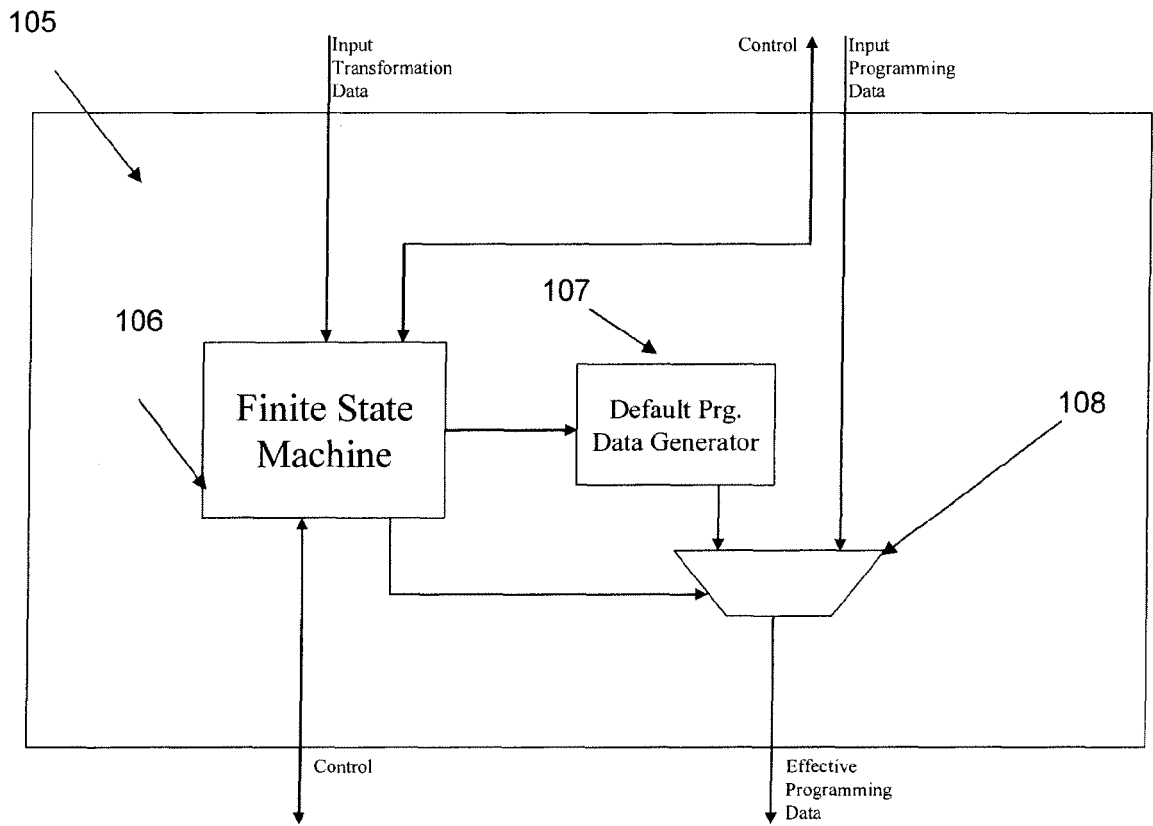 105
Input
Transformation
Data
Control
Input
Programming
Data
107
106
Finite State
Machine
Default Prg.
Data Generator
108
Control
Effective
Programming
Data